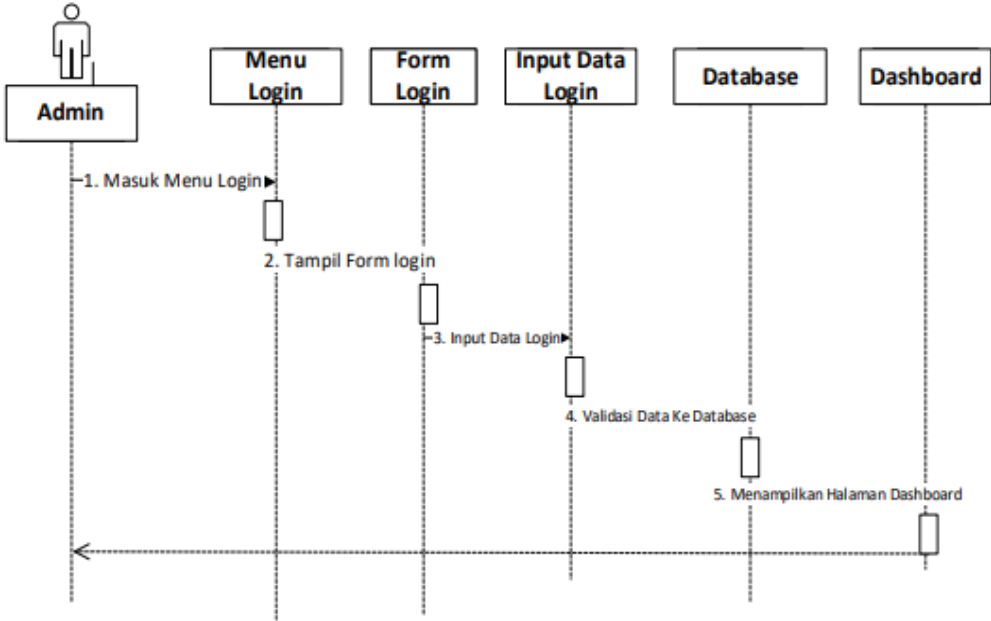 Admin
Menu
Login
Form
Login
Input Data
Login
Database
Dashboard
1. Masuk Menu Login
2. Tampil Form login
3. Input Data Login
4. Validasi Data Ke Database
5. Menampilkan Halaman Dashboard